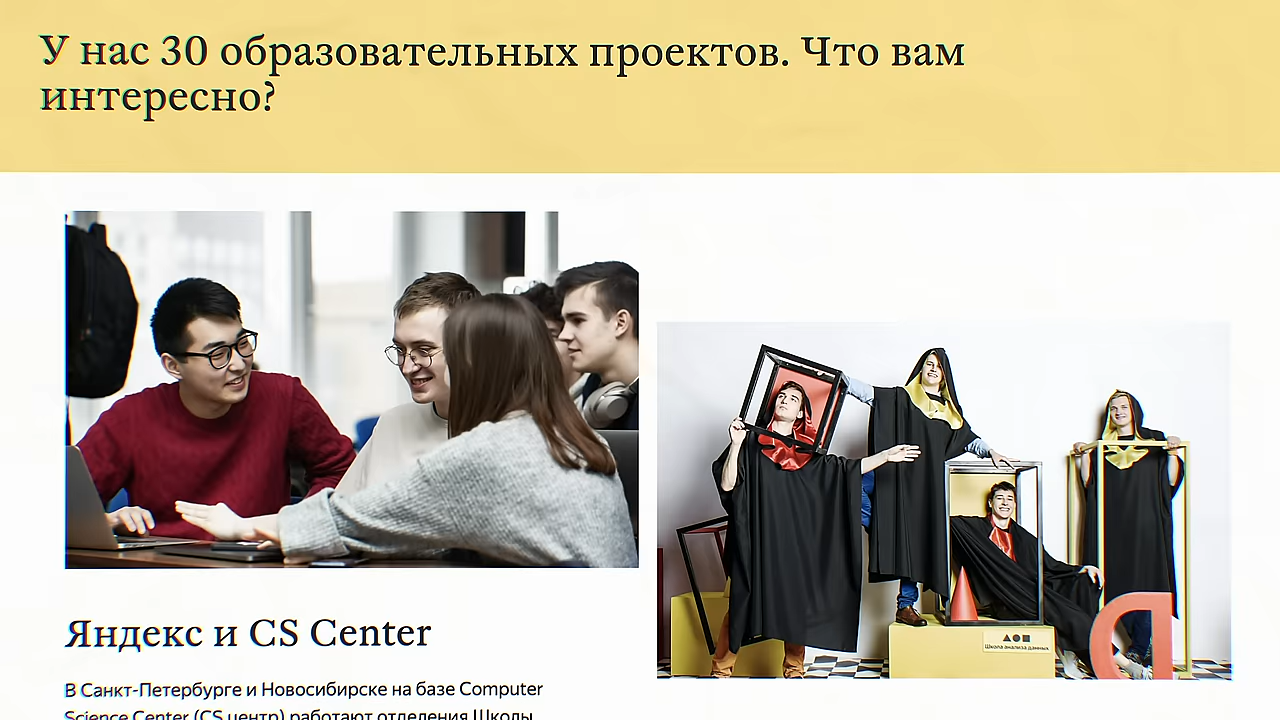 У нас 30 образовательных проектов. Что вам
интересно?
Школа анализа данных
Яндекс и CS Center
В Санкт-Петербурге и Новосибирске на базе Computer
Science Center (CS центр) работают отделения Школы